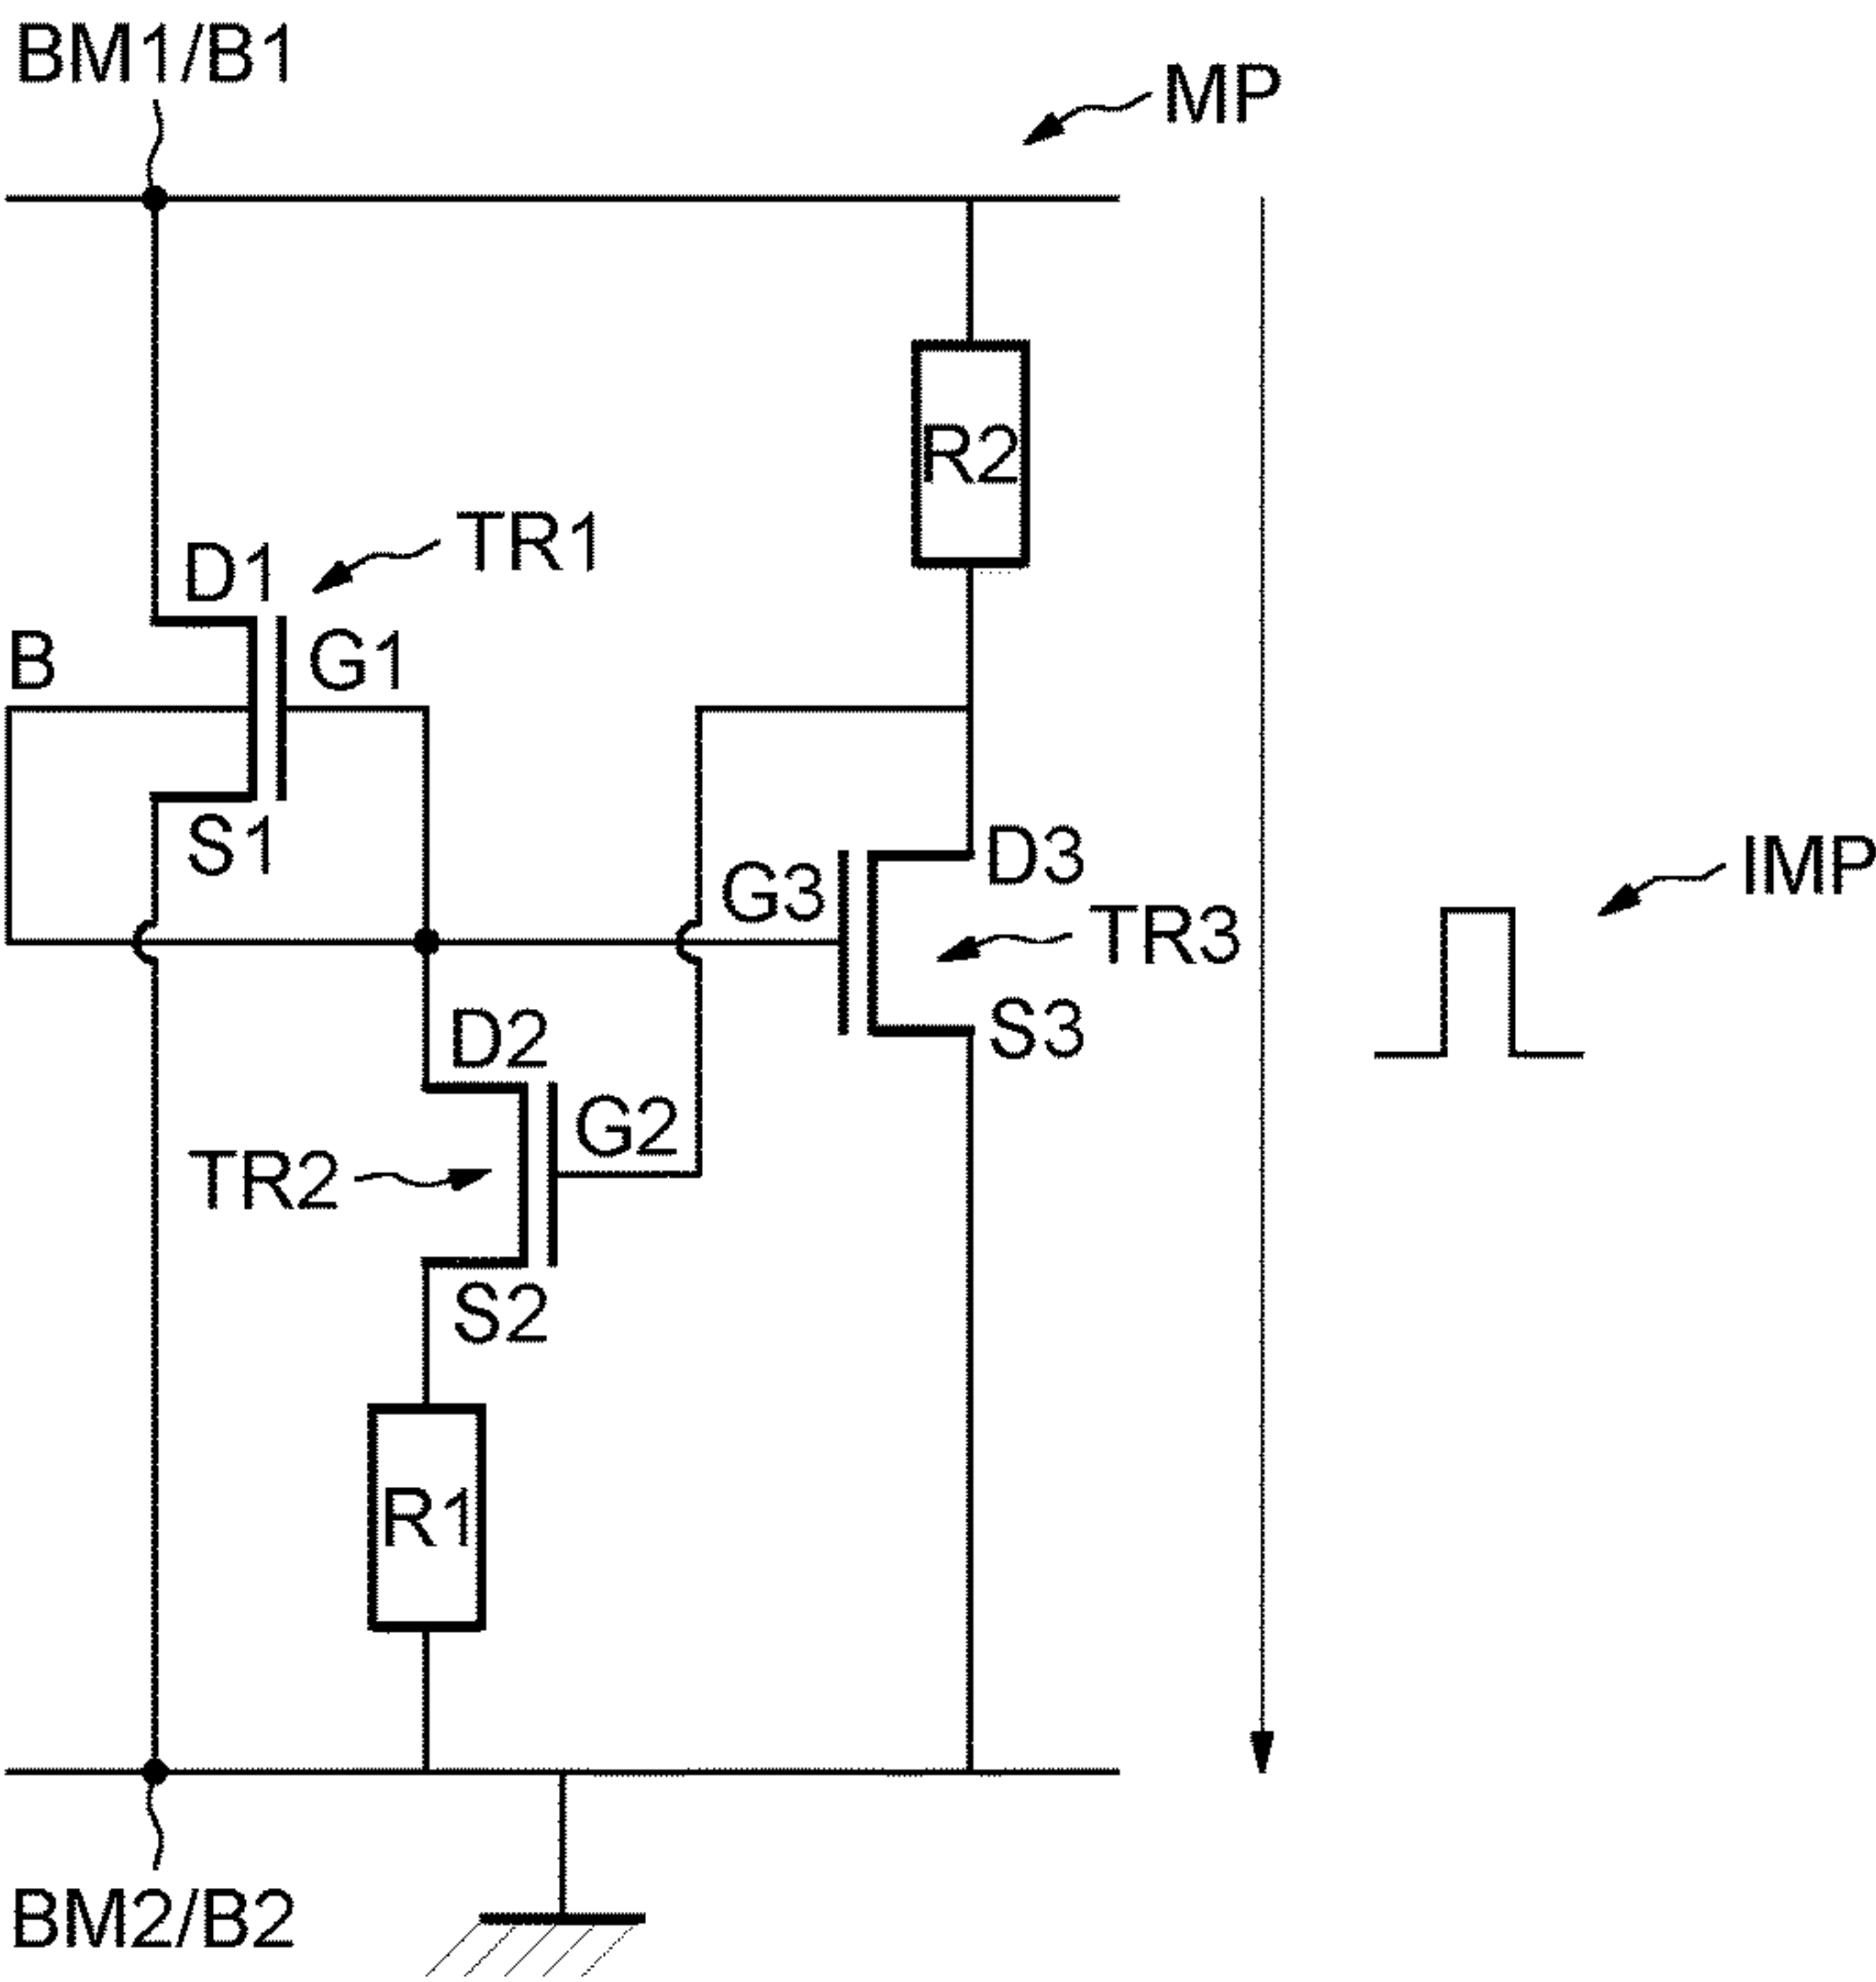 BM1/B1
MP
R2
TR1
D1
B
G1
S1
D3
G3
IMP
TR3
S3
D2
G2
TR2
S2
R1
BM2/B2